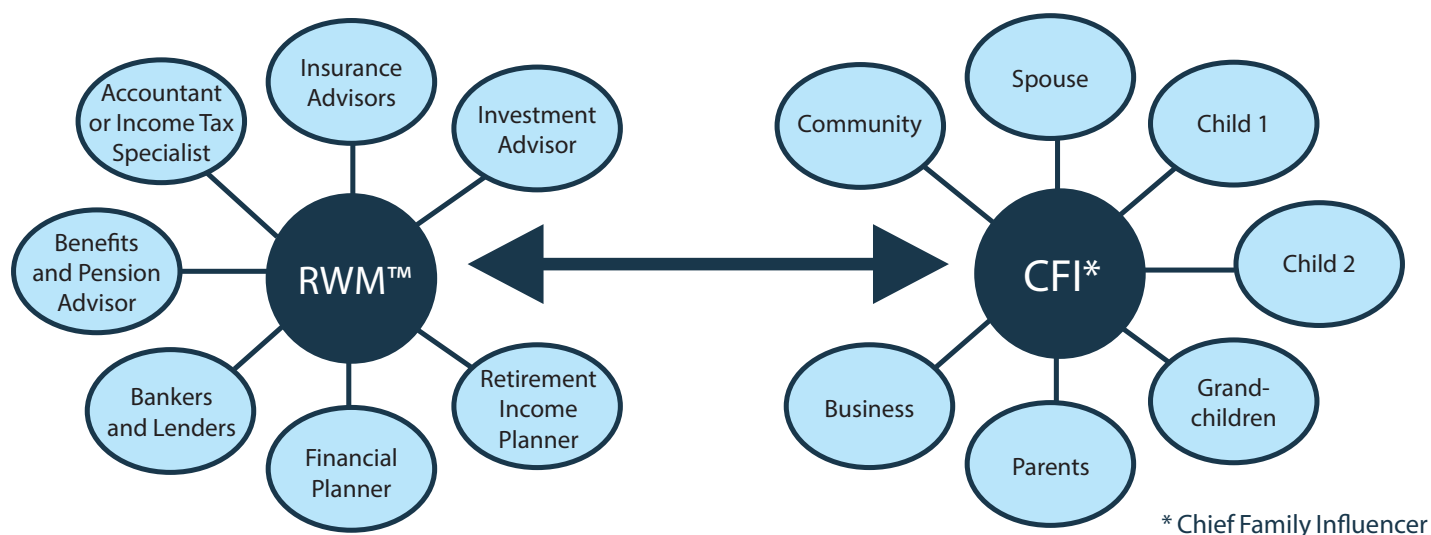 Insurance
Advisors
Accountant
or Income Tax
Specialist
Investment
Advisor
Benefits
and Pension
Advisor
RWM™
Bankers
and Lenders
Retirement
Income
Planner
Financial
Planner
Spouse
Community
Child 1
CFI*
Child 2
Business
Grand-
children
Parents
* Chief Family Influencer